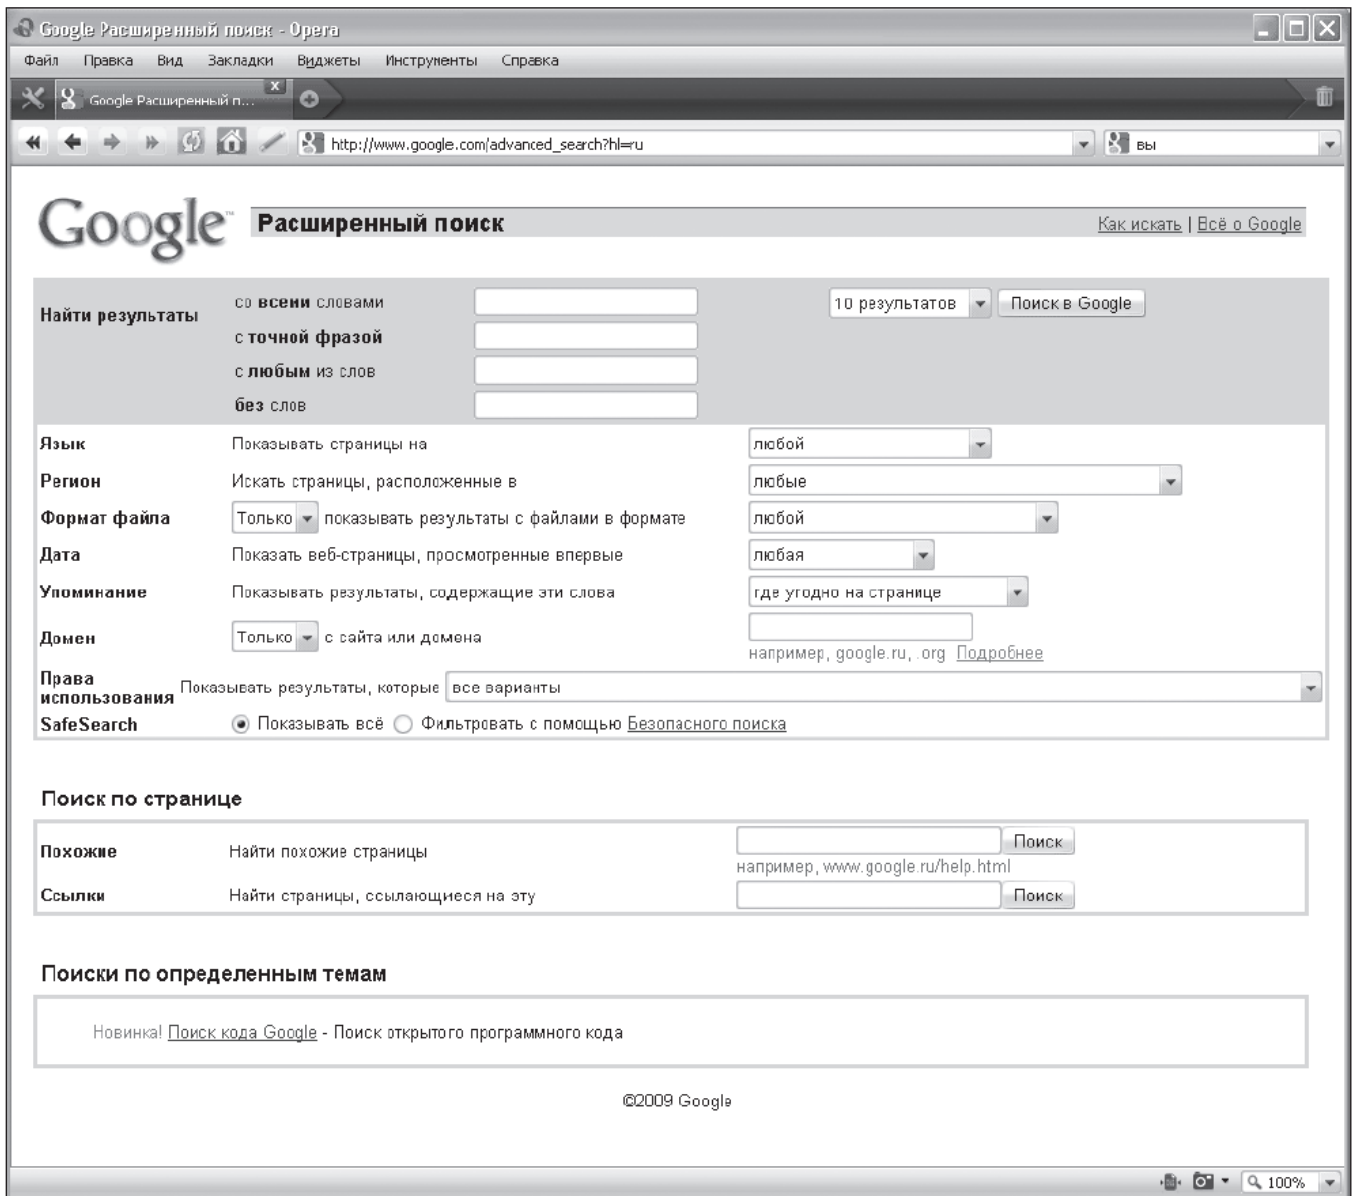 Google Расширенный поиск - Opera
Файл Правка Вид Закладки Виджеты Инструменты Справка
Google Расширенный п...
http://www.google.com/advanced_search?hl=ru вы
Google™ Расширенный поиск Как искать | Всё о Google
Найти результаты со всеми словами 10 результатов Поиск в Google
с точной фразой
с любым из слов
без слов
Язык Показывать страницы на любой
Регион Искать страницы, расположенные в любые
Формат файла Только показывать результаты с файлами в формате любой
Дата Показать веб-страницы, просмотренные впервые любая
Упоминание Показывать результаты, содержащие эти слова где угодно на странице
Домен Только с сайта или домена
например, google.ru, .org Подробнее
Права
использования Показывать результаты, которые все варианты
SafeSearch Показывать всё Фильтровать с помощью Безопасного поиска
Поиск по странице
Похожие Найти похожие страницы Поиск
например, www.google.ru/help.html
Ссылки Найти страницы, ссылающиеся на эту Поиск
Поиски по определенным темам
Новинка! Поиск кода Google - Поиск открытого программного кода
©2009 Google
100%